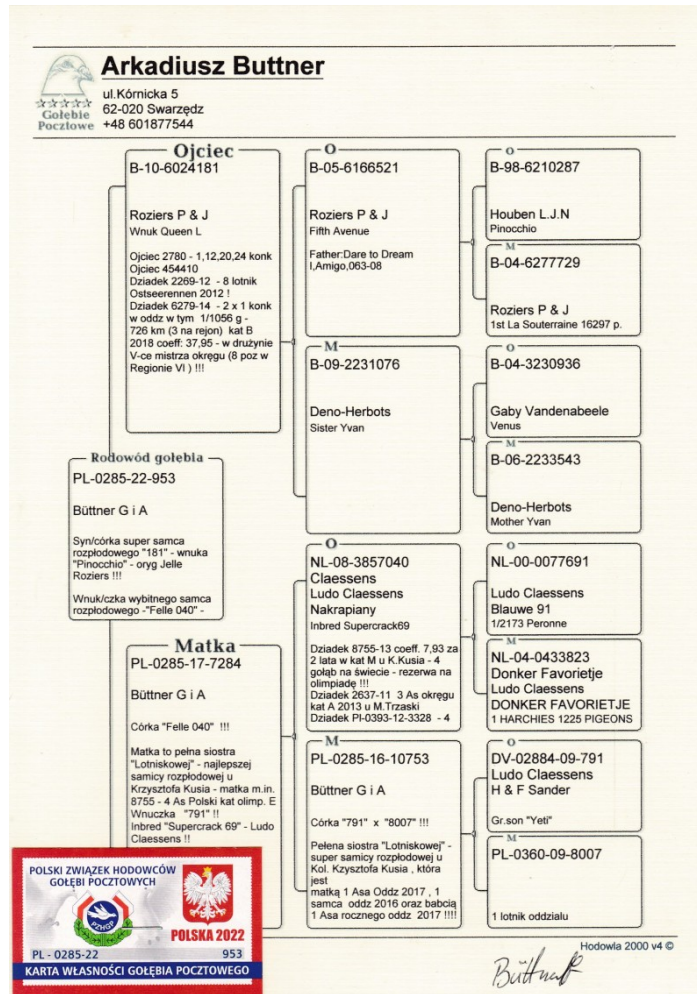 Arkadiusz Buttner
ul.Kórnicka 5
62-020 Swarzędz
+48 601877544
Gołebie
Pocztowe
Ojciec
B-10-6024181
Roziers P & J
Wnuk Queen L
Ojciec 2780 - 1,12,20,24 konk
Ojciec 454410
Dziadek 2269-12 - 8 lotnik
Ostseerennen 2012 !
Dziadek 6279-14 - 2 x 1 konk
w oddz w tym 1/1056 g -
726 km (3 na rejon) kat B
2018 coeff: 37,95 - w drużynie
V-ce mistrza okręgu (8 poz w
Regionie VI ) !!!
O
B-05-6166521
Roziers P & J
Fifth Avenue
Father:Dare to Dream
I,Amigo,063-08
O
B-98-6210287
Houben L.J.N
Pinocchio
M
B-04-6277729
Roziers P & J
1st La Souterraine 16297 p.
M
B-09-2231076
Deno-Herbots
Sister Yvan
O
B-04-3230936
Gaby Vandenabeele
Venus
M
B-06-2233543
Deno-Herbots
Mother Yvan
Rodowód gołebia
PL-0285-22-953
Büttner G i A
Syn/córka super samca
rozpłodowego "181" - wnuka
"Pinocchio" - oryg Jelle
Roziers !!!
Wnuk/czka wybitnego samca
rozpłodowego -"Felle 040" -
Matka
PL-0285-17-7284
Büttner G i A
Córka "Felle 040" !!!
Matka to pełna siostra
"Lotniskowej" - najlepszej
samicy rozpłodowej u
Krzysztofa Kusia - matka m.in.
8755 - 4 As Polski kat olimp. E
Wnuczka "791" !!
Inbred "Supercrack 69" - Ludo
Claessens !!
O
NL-08-3857040
Claessens
Ludo Claessens
Nakrapiany
Inbred Supercrack69
Dziadek 8755-13 coeff. 7,93 za
2 lata w kat M u K.Kusia - 4
gołąb na świecie - rezerwa na
olimpiadę !!!
Dziadek 2637-11 3 As okręgu
kat A 2013 u M.Trzaski
Dziadek Pl-0393-12-3328 - 4
O
NL-00-0077691
Ludo Claessens
Blauwe 91
1/2173 Peronne
M
NL-04-0433823
Donker Favorietje
Ludo Claessens
DONKER FAVORIETJE
1 HARCHIES 1225 PIGEONS
M
PL-0285-16-10753
Büttner G i A
Córka "791" x "8007" !!!
Pełena siostra "Lotniskowej" -
super samicy rozpłodowej u
Kol. Kzysztofa Kusia , która
jest
matką 1 Asa Oddz 2017 , 1
samca oddz 2016 oraz babcią
1 Asa rocznego oddz 2017 !!!!
O
DV-02884-09-791
Ludo Claessens
H & F Sander
Gr.son "Yeti"
M
PL-0360-09-8007
1 lotnik oddzialu
POLSKI ZWIĄZEK HODOWCÓW
GOŁĘBI POCZTOWYCH
PZHGP
POLSKA 2022
PL - 0285-22 953
KARTA WŁASNOŚCI GOŁĘBIA POCZTOWEGO
Hodowla 2000 v4 ©